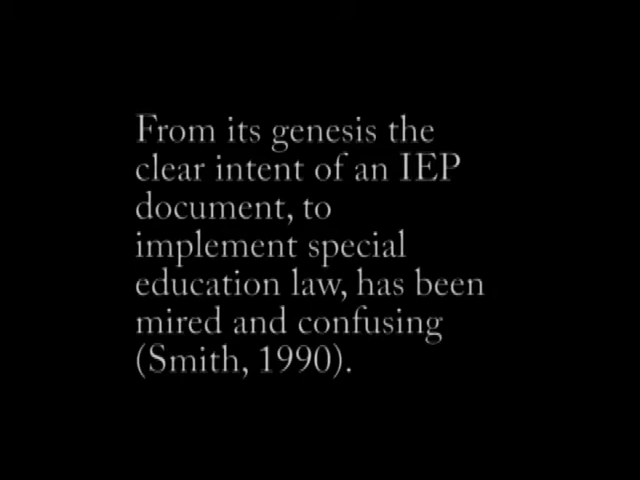 From its genesis the
clear intent of an IEP
document, to
implement special
education law, has been
mired and confusing
(Smith, 1990).